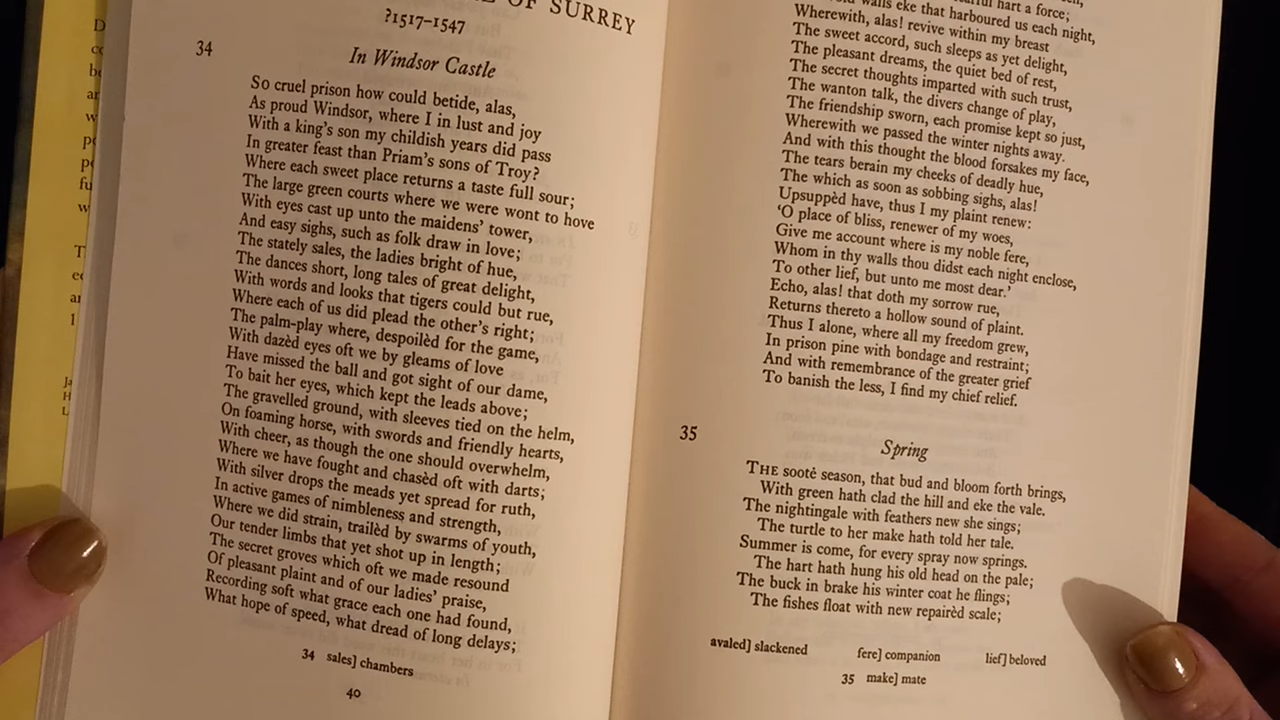 OF SURREY
?1517–1547
34
In Windsor Castle
So cruel prison how could betide, alas,
As proud Windsor, where I in lust and joy
With a king's son my childish years did pass
In greater feast than Priam's sons of Troy?
Where each sweet place returns a taste full sour;
The large green courts where we were wont to hove
With eyes cast up unto the maidens' tower,
And easy sighs, such as folk draw in love;
The stately sales, the ladies bright of hue,
The dances short, long tales of great delight,
With words and looks that tigers could but rue,
Where each of us did plead the other's right;
The palm-play where, despoilèd for the game,
With dazèd eyes oft we by gleams of love
Have missed the ball and got sight of our dame,
To bait her eyes, which kept the leads above;
The gravelled ground, with sleeves tied on the helm,
On foaming horse, with swords and friendly hearts,
With cheer, as though the one should overwhelm,
Where we have fought and chasèd oft with darts;
With silver drops the meads yet spread for ruth,
In active games of nimbleness and strength,
Where we did strain, trailèd by swarms of youth,
Our tender limbs that yet shot up in length;
The secret groves which oft we made resound
Of pleasant plaint and of our ladies' praise,
Recording soft what grace each one had found,
What hope of speed, what dread of long delays;
34 sales] chambers
40
hart a force;
walls eke that harboured us each night,
Wherewith, alas! revive within my breast
The sweet accord, such sleeps as yet delight,
The pleasant dreams, the quiet bed of rest,
The secret thoughts imparted with such trust,
The wanton talk, the divers change of play,
The friendship sworn, each promise kept so just,
Wherewith we passed the winter nights away.
And with this thought the blood forsakes my face,
The tears berain my cheeks of deadly hue,
The which as soon as sobbing sighs, alas!
Upsuppèd have, thus I my plaint renew:
'O place of bliss, renewer of my woes,
Give me account where is my noble fere,
Whom in thy walls thou didst each night enclose,
To other lief, but unto me most dear.'
Echo, alas! that doth my sorrow rue,
Returns thereto a hollow sound of plaint.
Thus I alone, where all my freedom grew,
In prison pine with bondage and restraint;
And with remembrance of the greater grief
To banish the less, I find my chief relief.
35
Spring
THE sootè season, that bud and bloom forth brings,
With green hath clad the hill and eke the vale.
The nightingale with feathers new she sings;
The turtle to her make hath told her tale.
Summer is come, for every spray now springs.
The hart hath hung his old head on the pale;
The buck in brake his winter coat he flings;
The fishes float with new repairèd scale;
avaled] slackened fere] companion lief] beloved
35 make] mate